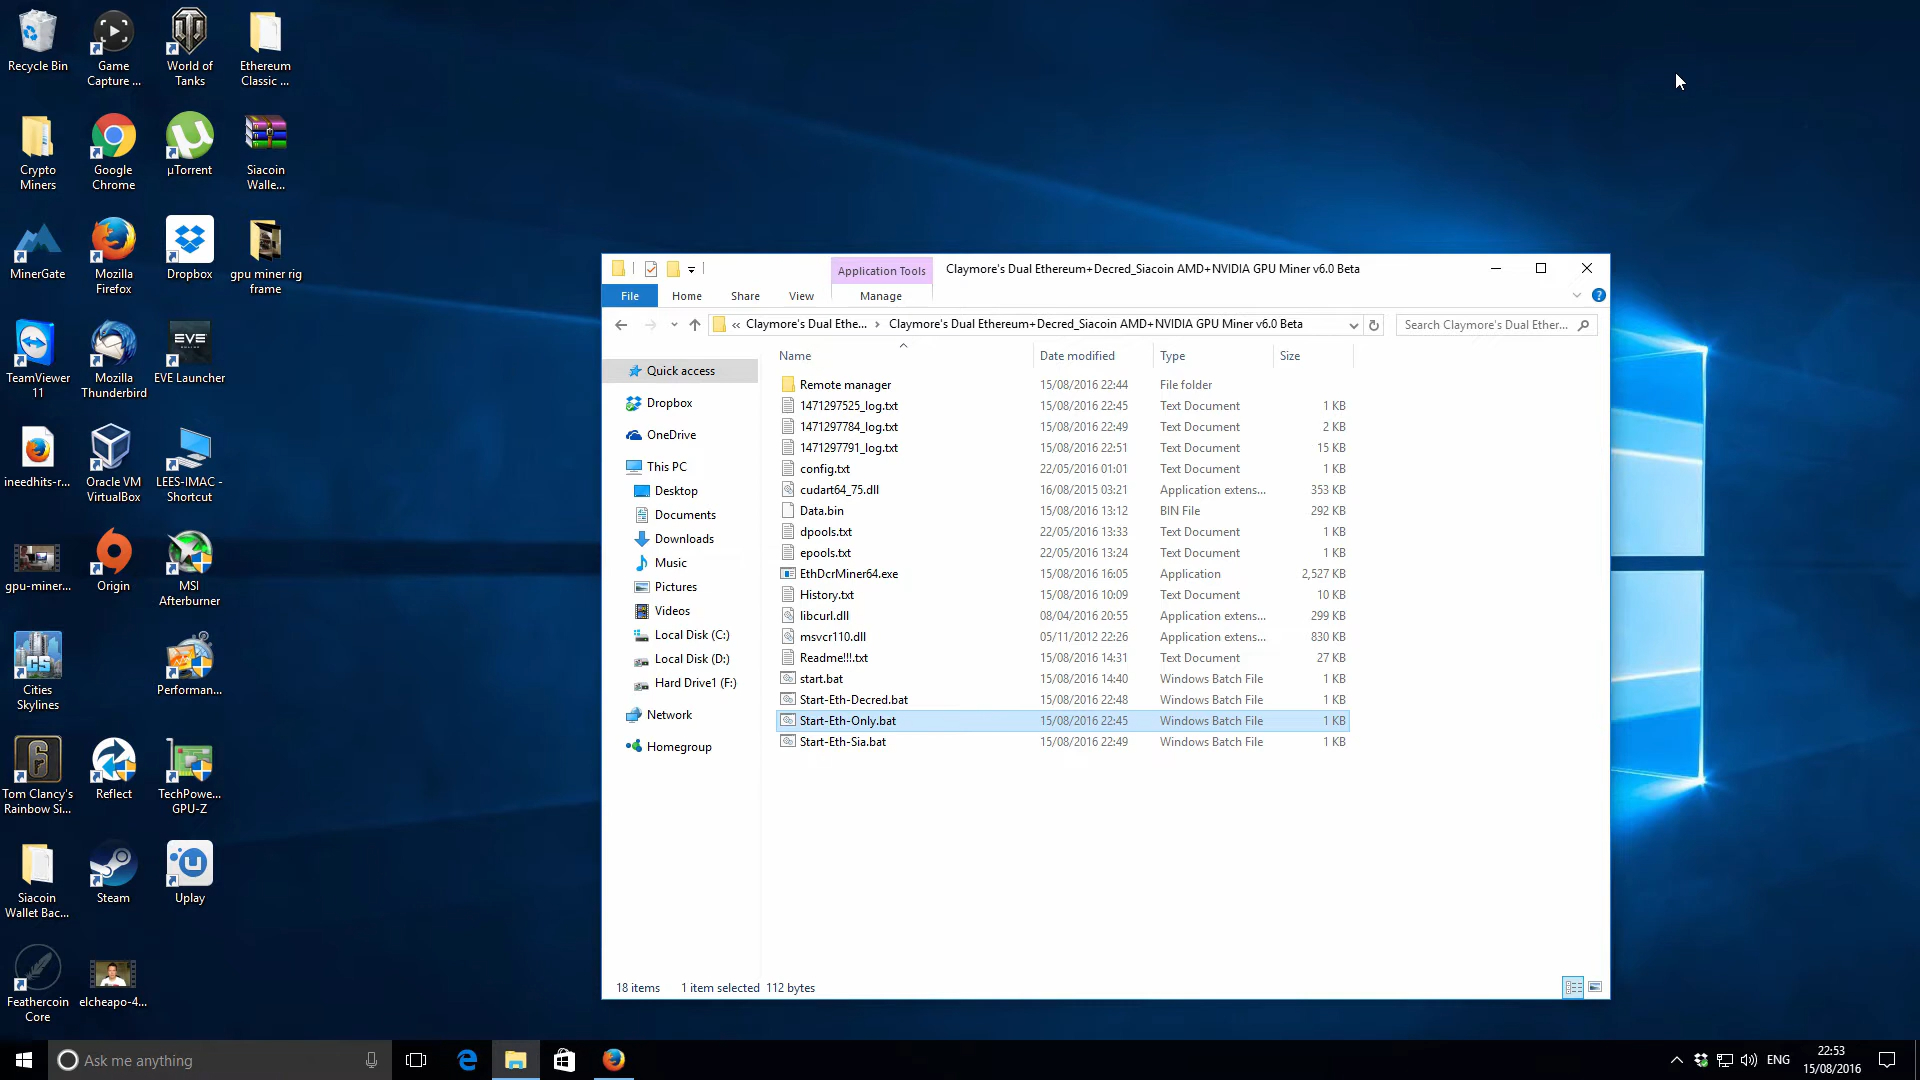 Recycle Bin
Game
Capture ...
World of
Tanks
Ethereum
Classic ...
Crypto
Miners
Google
Chrome
µTorrent
Siacoin
Walle...
MinerGate
Mozilla
Firefox
Dropbox
gpu miner rig
frame
TeamViewer
11
Mozilla
Thunderbird
EVE
EVE Launcher
ineedhits-r...
Oracle VM
VirtualBox
LEES-IMAC -
Shortcut
gpu-miner...
Origin
MSI
Afterburner
CS
Cities
Skylines
Performan...
6
Tom Clancy's
Rainbow Si...
Reflect
TechPowe...
GPU-Z
Siacoin
Wallet Bac...
Steam
Uplay
Feathercoin
Core
elcheapo-4...
Application Tools
Claymore's Dual Ethereum+Decred_Siacoin AMD+NVIDIA GPU Miner v6.0 Beta
File
Home
Share
View
Manage
« Claymore's Dual Ethe... › Claymore's Dual Ethereum+Decred_Siacoin AMD+NVIDIA GPU Miner v6.0 Beta
Search Claymore's Dual Ether...
Quick access
Dropbox
OneDrive
This PC
Desktop
Documents
Downloads
Music
Pictures
Videos
Local Disk (C:)
Local Disk (D:)
Hard Drive1 (F:)
Network
Homegroup
Name Date modified Type Size
Remote manager 15/08/2016 22:44 File folder
1471297525_log.txt 15/08/2016 22:45 Text Document 1 KB
1471297784_log.txt 15/08/2016 22:49 Text Document 2 KB
1471297791_log.txt 15/08/2016 22:51 Text Document 15 KB
config.txt 22/05/2016 01:01 Text Document 1 KB
cudart64_75.dll 16/08/2015 03:21 Application extens... 353 KB
Data.bin 15/08/2016 13:12 BIN File 292 KB
dpools.txt 22/05/2016 13:33 Text Document 1 KB
epools.txt 22/05/2016 13:24 Text Document 1 KB
EthDcrMiner64.exe 15/08/2016 16:05 Application 2,527 KB
History.txt 15/08/2016 10:09 Text Document 10 KB
libcurl.dll 08/04/2016 20:55 Application extens... 299 KB
msvcr110.dll 05/11/2012 22:26 Application extens... 830 KB
Readme!!!.txt 15/08/2016 14:31 Text Document 27 KB
start.bat 15/08/2016 14:40 Windows Batch File 1 KB
Start-Eth-Decred.bat 15/08/2016 22:48 Windows Batch File 1 KB
Start-Eth-Only.bat 15/08/2016 22:45 Windows Batch File 1 KB
Start-Eth-Sia.bat 15/08/2016 22:49 Windows Batch File 1 KB
18 items 1 item selected 112 bytes
Ask me anything
ENG
22:53
15/08/2016